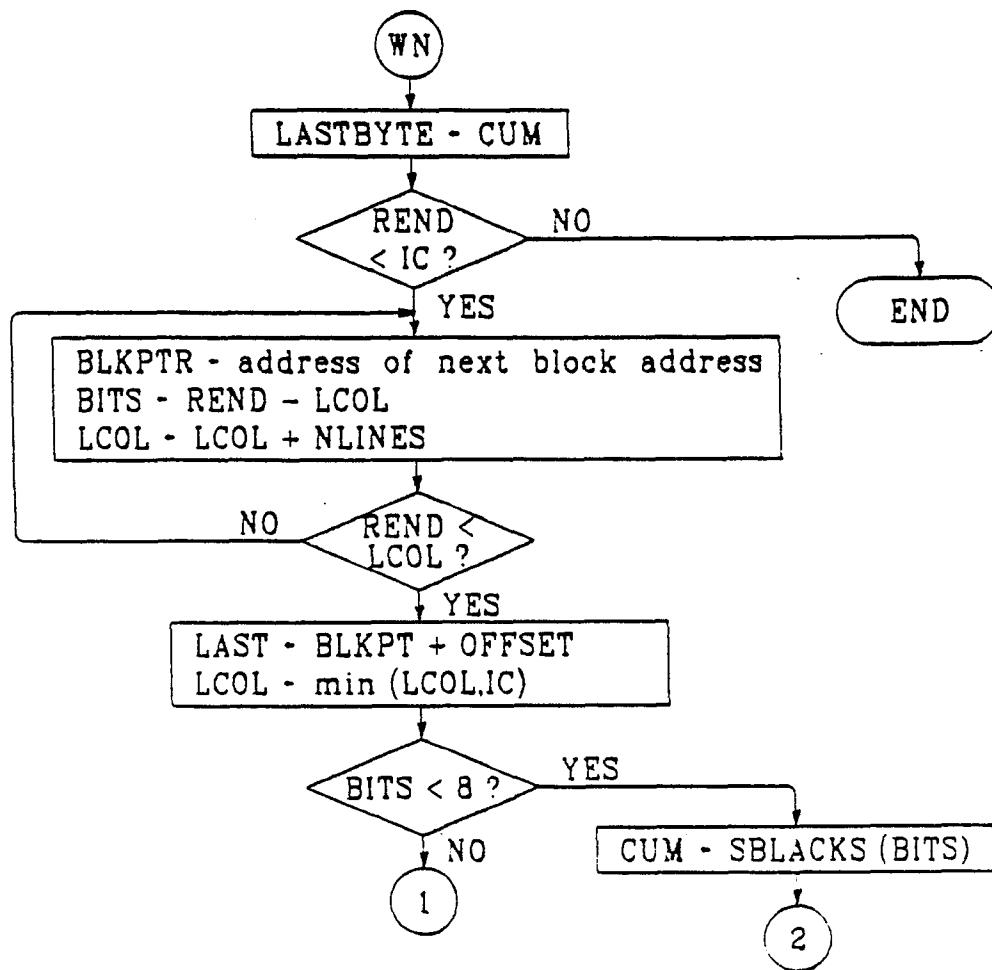 WN
LASTBYTE - CUM
REND
< IC ?
NO
END
YES
BLKPTR - address of next block address
BITS - REND - LCOL
LCOL - LCOL + NLINES
NO
REND <
LCOL ?
YES
LAST - BLKPT + OFFSET
LCOL - min (LCOL,IC)
BITS < 8 ?
YES
NO
CUM - SBLACKS (BITS)
1
2